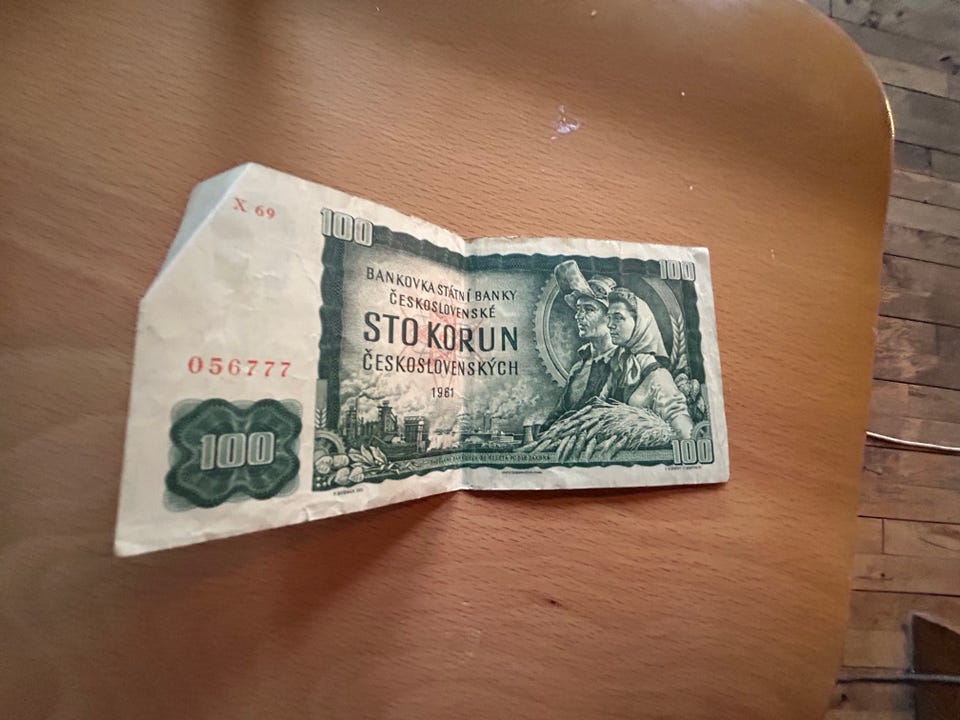 X 69
100
100
BANKOVKA STÁTNÍ BANKY
ČESKOSLOVENSKÉ
STO KORUN
ČESKOSLOVENSKÝCH
1961
056777
100
100